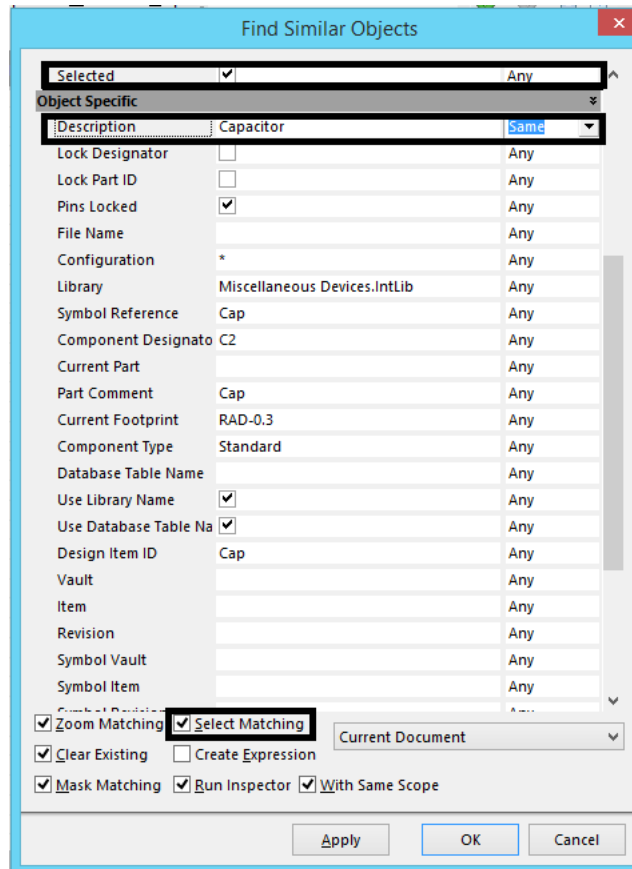 Find Similar Objects
Selected Any
Object Specific
Description Capacitor Same
Lock Designator Any
Lock Part ID Any
Pins Locked Any
File Name Any
Configuration * Any
Library Miscellaneous Devices.IntLib Any
Symbol Reference Cap Any
Component Designato C2 Any
Current Part Any
Part Comment Cap Any
Current Footprint RAD-0.3 Any
Component Type Standard Any
Database Table Name Any
Use Library Name Any
Use Database Table Na Any
Design Item ID Cap Any
Vault Any
Item Any
Revision Any
Symbol Vault Any
Symbol Item Any
Zoom Matching Select Matching
Current Document
Clear Existing Create Expression
Mask Matching Run Inspector With Same Scope
Apply OK Cancel